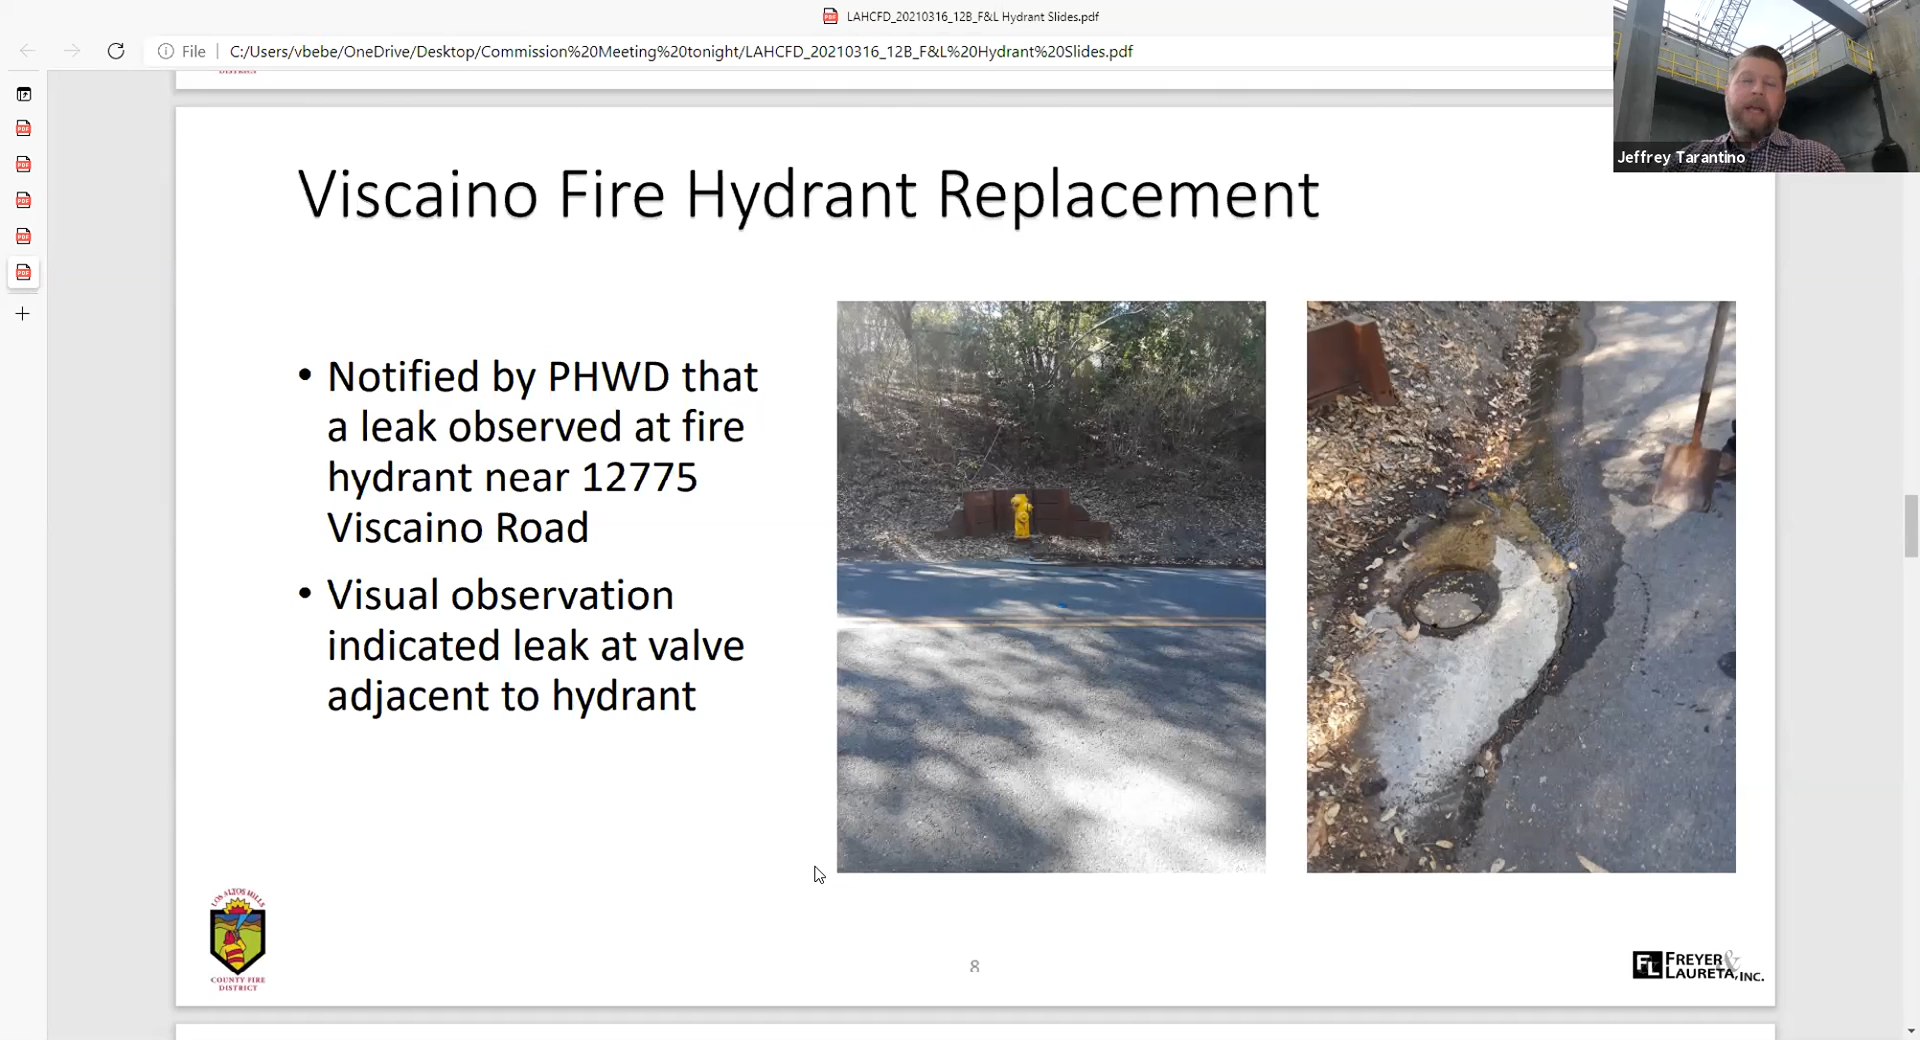 LAHCFD_20210316_12B_F&L Hydrant Slides.pdf
File
C:/Users/vbebe/OneDrive/Desktop/Commission%20Meeting%20tonight/LAHCFD_20210316_12B_F&L%20Hydrant%20Slides.pdf
DISTRICT
Jeffrey Tarantino
Viscaino Fire Hydrant Replacement
• Notified by PHWD that
a leak observed at fire
hydrant near 12775
Viscaino Road
• Visual observation
indicated leak at valve
adjacent to hydrant
LOS ALTOS HILLS
COUNTY FIRE
DISTRICT
8
FL FREYER &
LAURETA, INC.